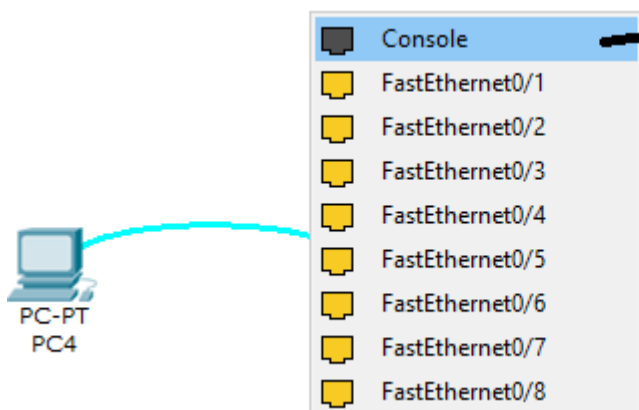 Console
FastEthernet0/1
FastEthernet0/2
FastEthernet0/3
FastEthernet0/4
FastEthernet0/5
FastEthernet0/6
FastEthernet0/7
FastEthernet0/8
PC-PT
PC4